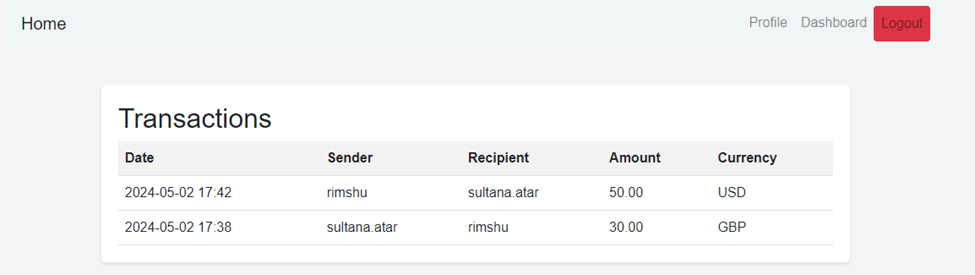 Home Profile Dashboard Logout
Transactions
Date Sender Recipient Amount Currency
2024-05-02 17:42 rimshu sultana.atar 50.00 USD
2024-05-02 17:38 sultana.atar rimshu 30.00 GBP